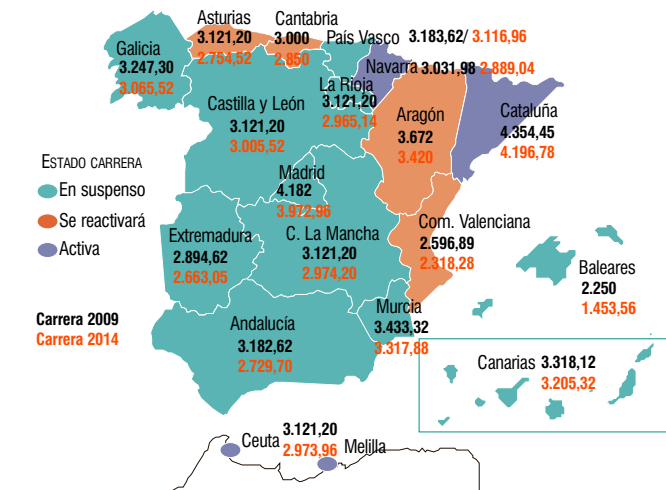 Asturias
3.121,20
2.754,52
Cantabria
3.000
2.850
País Vasco 3.183,62/ 3.116,96
Galicia
3.247,30
3.065,52
Navarra 3.031,98 2.889,04
La Rioja
3.121,20
2.965,14
Castilla y León
3.121,20
3.005,52
Aragón
3.672
3.420
Cataluña
4.354,45
4.196,78
ESTADO CARRERA
En suspenso
Se reactivará
Activa
Madrid
4.182
3.972,96
Extremadura
2.894,62
2.663,05
C. La Mancha
3.121,20
2.974,20
Com. Valenciana
2.596,89
2.318,28
Baleares
2.250
1.453,56
Carrera 2009
Carrera 2014
Andalucía
3.182,62
2.729,70
Murcia
3.433,32
3.317,88
Canarias 3.318,12
3.205,32
Ceuta
3.121,20
2.973,96
Melilla